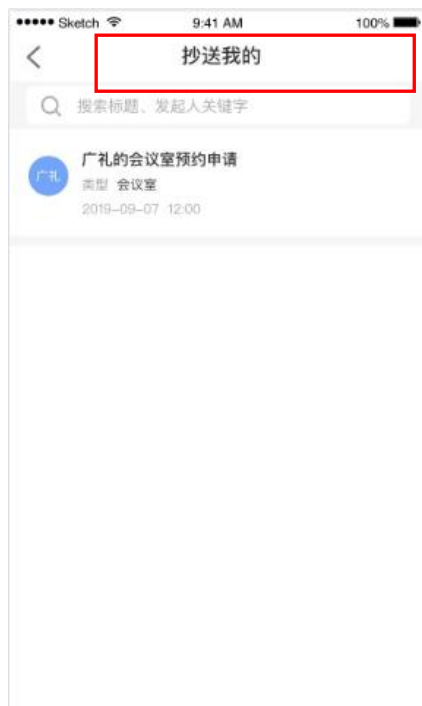 Sketch 9:41 AM 100%
抄送我的
搜索标题、发起人关键字
广礼的会议室预约申请
广礼
类型 会议室
2019-09-07 12:00